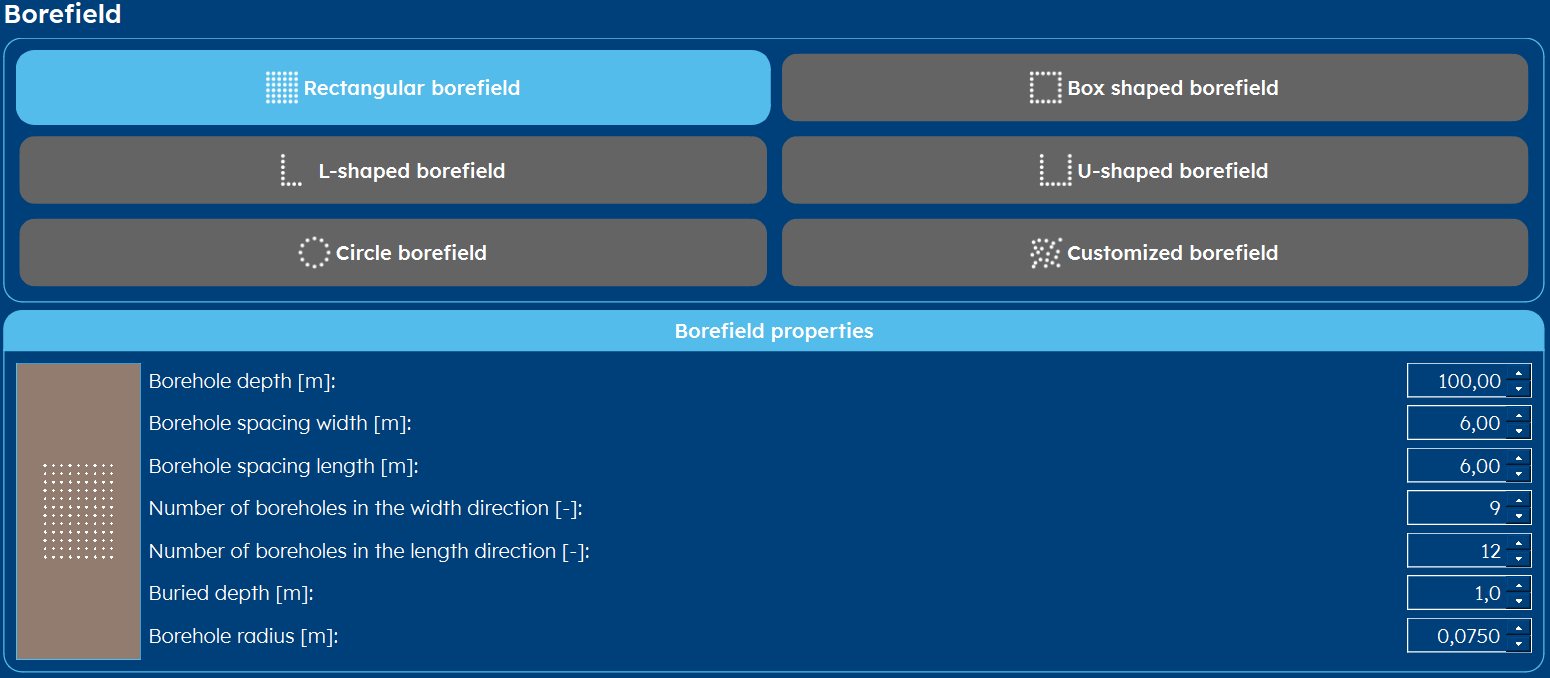 Borefield
Rectangular borefield
Box shaped borefield
L-shaped borefield
U-shaped borefield
Circle borefield
Customized borefield
Borefield properties
Borehole depth [m]: 100,00
Borehole spacing width [m]: 6,00
Borehole spacing length [m]: 6,00
Number of boreholes in the width direction [-]: 9
Number of boreholes in the length direction [-]: 12
Buried depth [m]: 1,0
Borehole radius [m]: 0,0750